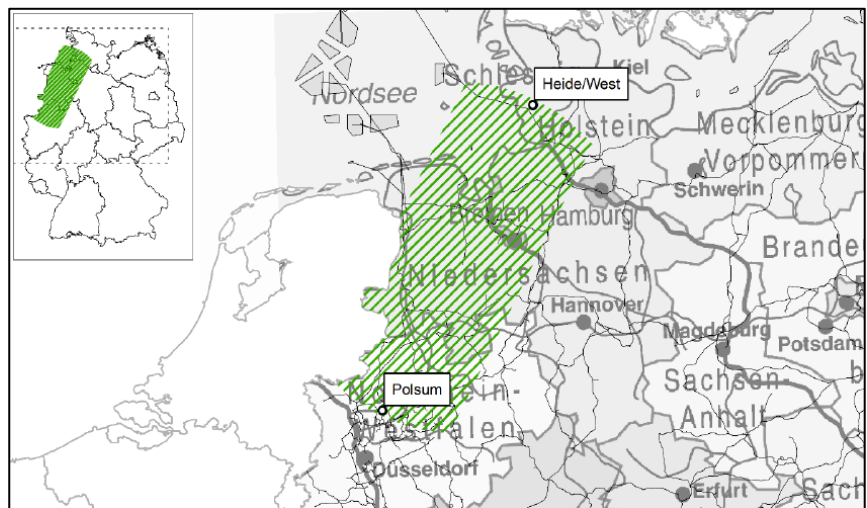 Schles
Kiel
Heide/West
Nordsee
Holstein
Mecklenburg
Vorpommer
Schwerin
Bremen
Hamburg
Brande
Niedersachsen
Hannover
Magdeburg
Potsdam
Polsum
ein-
Sachsen-
b
Anhalt
Westfalen
Düsseldorf
Erfurt
Sach